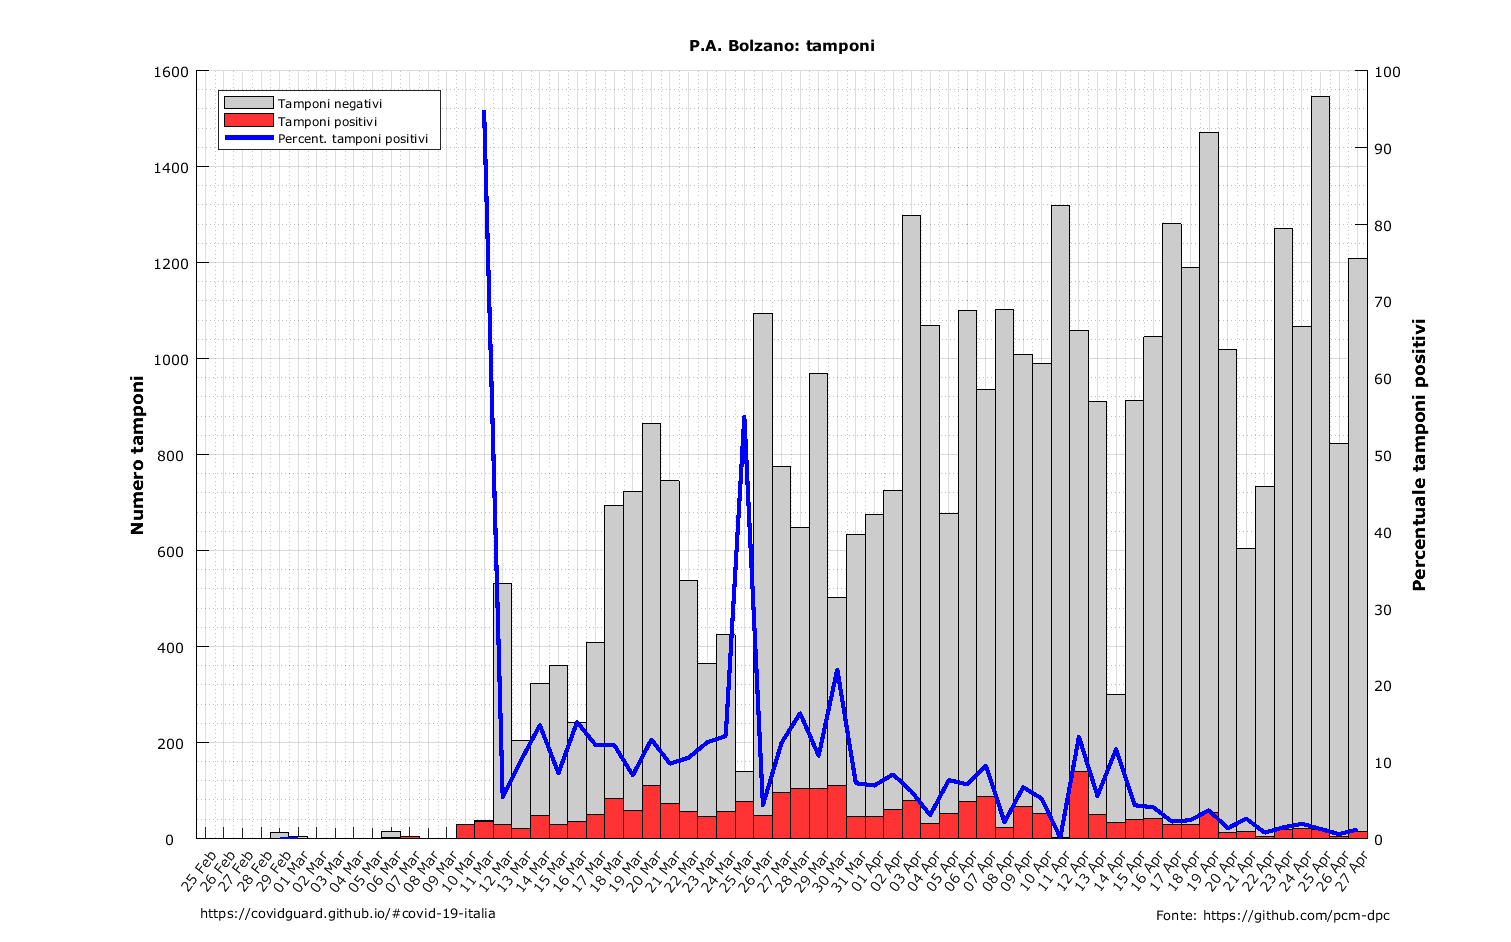 P.A. Bolzano: tamponi
Tamponi negativi
Tamponi positivi
Percent. tamponi positivi
Numero tamponi
1600
1400
1200
1000
800
600
400
200
0
100
90
80
70
60
50
40
30
20
10
0
Percentuale tamponi positivi
25 Feb
26 Feb
27 Feb
28 Feb
29 Feb
01 Mar
02 Mar
03 Mar
04 Mar
05 Mar
06 Mar
07 Mar
08 Mar
09 Mar
10 Mar
11 Mar
12 Mar
13 Mar
14 Mar
15 Mar
16 Mar
17 Mar
18 Mar
19 Mar
20 Mar
21 Mar
22 Mar
23 Mar
24 Mar
25 Mar
26 Mar
27 Mar
28 Mar
29 Mar
30 Mar
31 Mar
01 Apr
02 Apr
03 Apr
04 Apr
05 Apr
06 Apr
07 Apr
08 Apr
09 Apr
10 Apr
11 Apr
12 Apr
13 Apr
14 Apr
15 Apr
16 Apr
17 Apr
18 Apr
19 Apr
20 Apr
21 Apr
22 Apr
23 Apr
24 Apr
25 Apr
26 Apr
27 Apr
https://covidguard.github.io/#covid-19-italia
Fonte: https://github.com/pcm-dpc